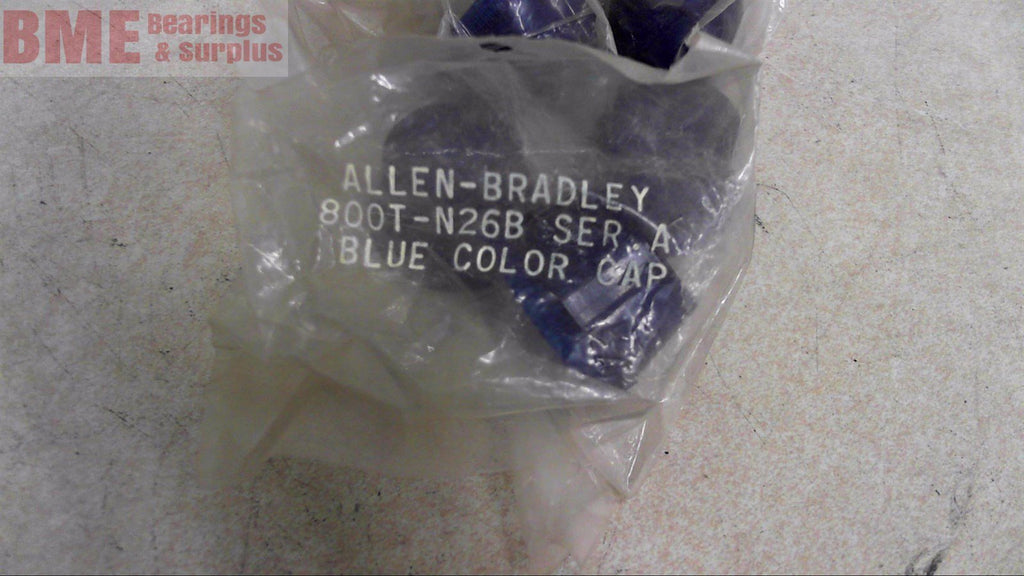 BME Bearings
& Surplus
ALLEN-BRADLEY
800T-N26B SER.A
BLUE COLOR CAP